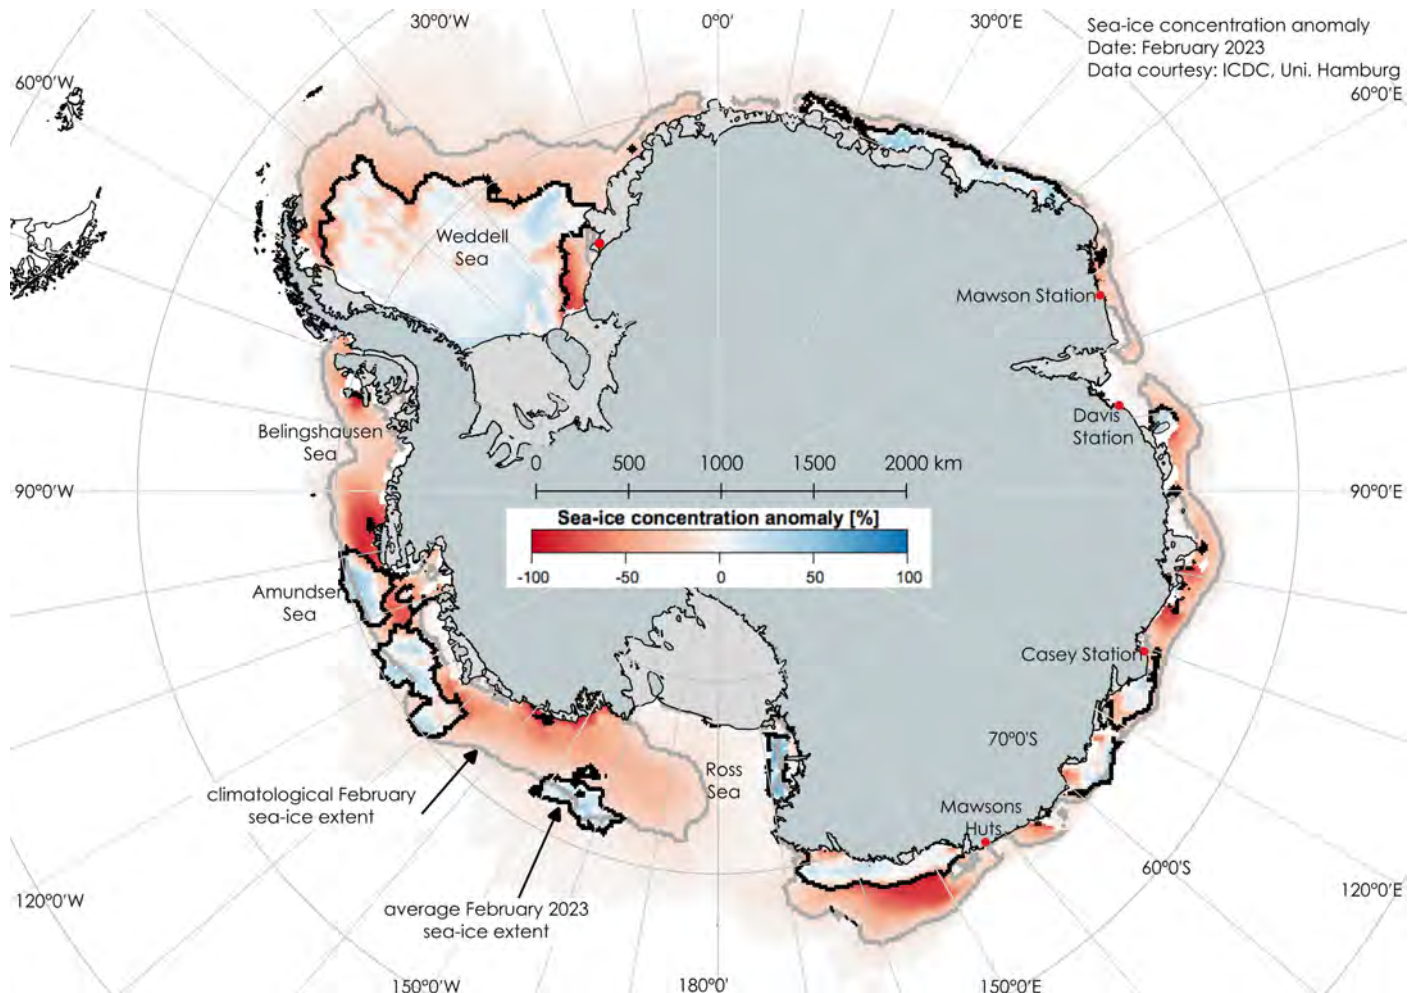 30°0'W
0°0'
30°0'E
Sea-ice concentration anomaly
Date: February 2023
Data courtesy: ICDC, Uni. Hamburg
60°0'W
60°0'E
Weddell
Sea
Mawson Station
Davis
Station
Belingshausen
Sea
0 500 1000 1500 2000 km
90°0'W
90°0'E
Sea-ice concentration anomaly [%]
-100 -50 0 50 100
Amundsen
Sea
Casey Station
70°0'S
Ross
Sea
climatological February
sea-ice extent
Mawsons
Huts
60°0'S
average February 2023
sea-ice extent
120°0'W
120°0'E
150°0'W
180°0'
150°0'E